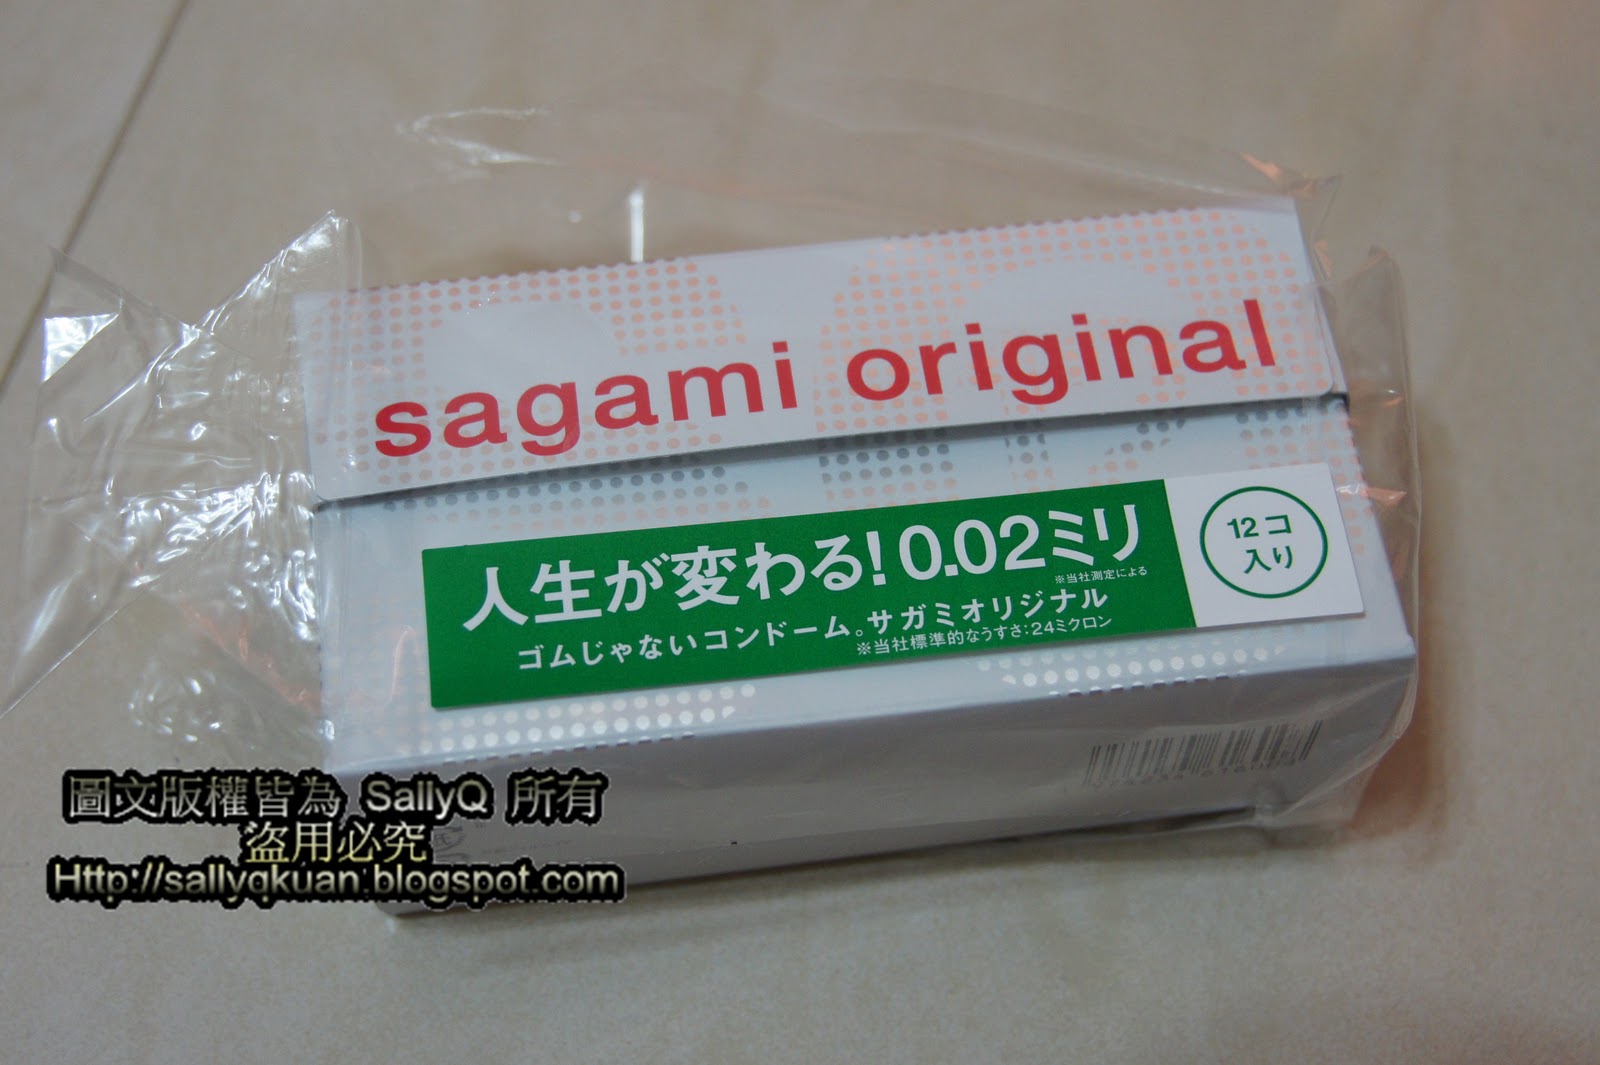 sagami original
人生が変わる!0.02ミリ
※当社測定による
ゴムじゃないコンドーム。サガミオリジナル
※当社標準的なうすさ:24ミクロン
12コ
入り
圖文版權皆為 SallyQ 所有
盜用必究
Http://sallyqkuan.blogspot.com